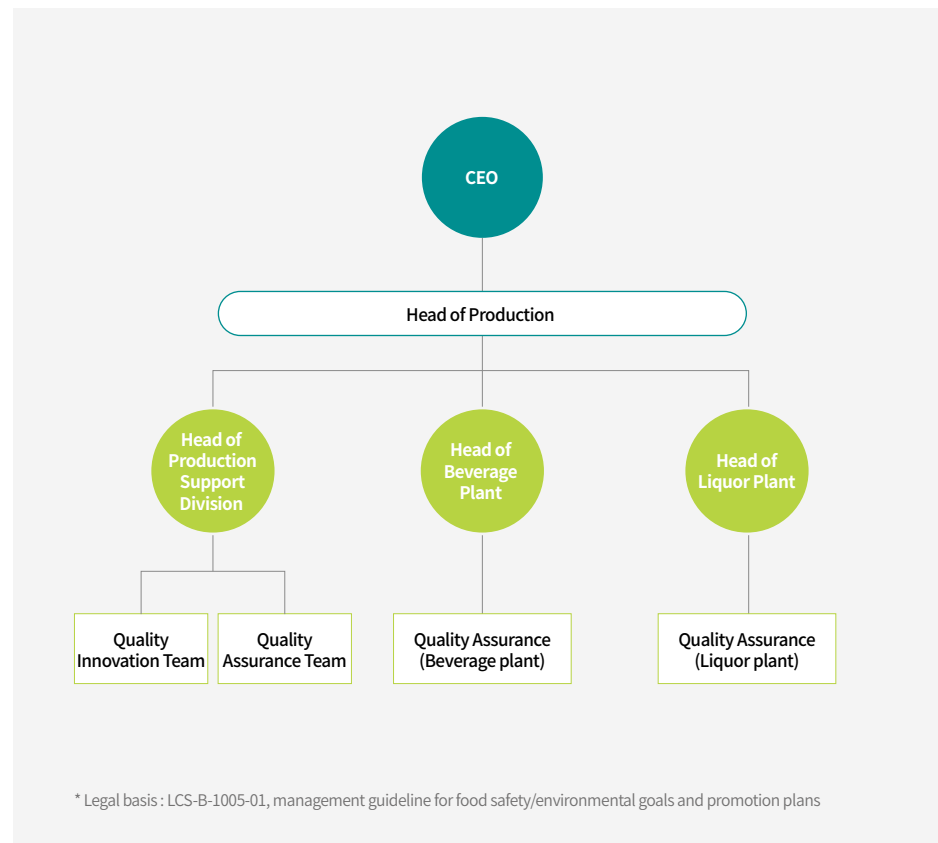 CEO
Head of Production
Head of
Production
Support
Division
Head of
Beverage
Plant
Head of
Liquor Plant
Quality
Innovation Team
Quality
Assurance Team
Quality Assurance
(Beverage plant)
Quality Assurance
(Liquor plant)
* Legal basis : LCS-B-1005-01, management guideline for food safety/environmental goals and promotion plans